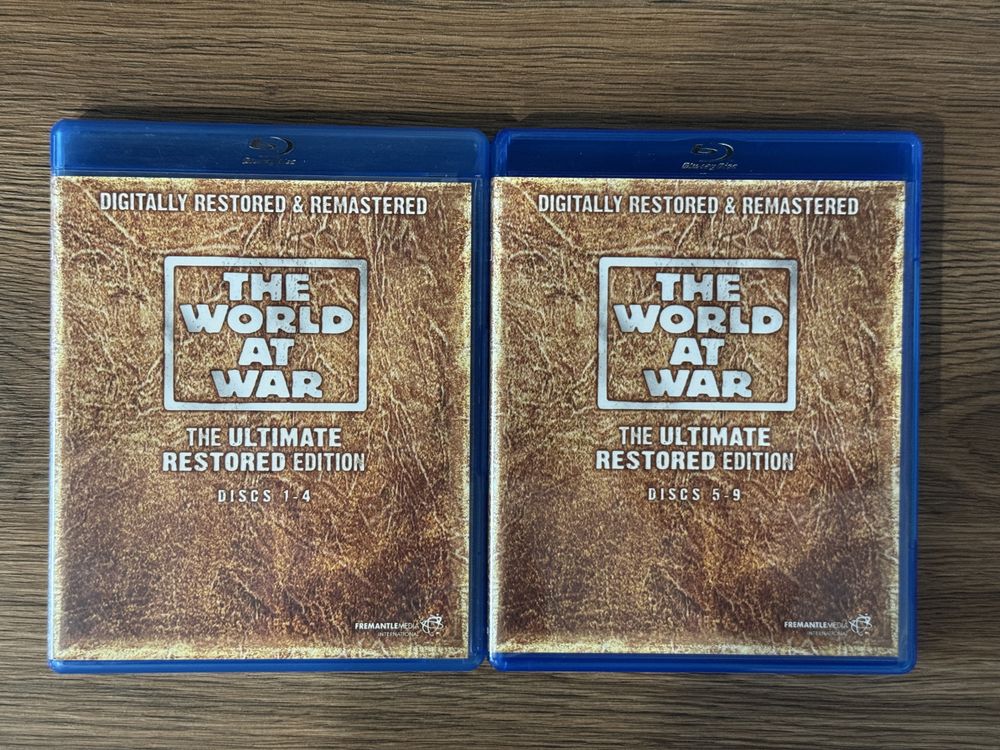 Blu-ray Disc
DIGITALLY RESTORED & REMASTERED
THE
WORLD
AT
WAR
THE ULTIMATE
RESTORED EDITION
DISCS 1-4
FREMANTLEMEDIA
INTERNATIONAL
Blu-ray Disc
DIGITALLY RESTORED & REMASTERED
THE
WORLD
AT
WAR
THE ULTIMATE
RESTORED EDITION
DISCS 5-9
FREMANTLEMEDIA
INTERNATIONAL